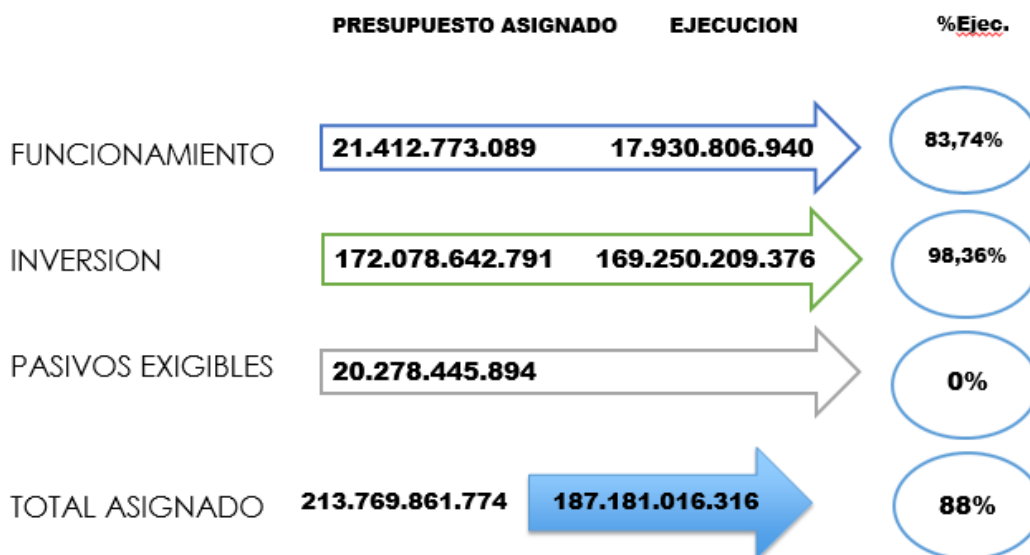 PRESUPUESTO ASIGNADO EJECUCION %Ejec.
FUNCIONAMIENTO 21.412.773.089 17.930.806.940 83,74%
INVERSION 172.078.642.791 169.250.209.376 98,36%
PASIVOS EXIGIBLES 20.278.445.894 0%
TOTAL ASIGNADO 213.769.861.774 187.181.016.316 88%